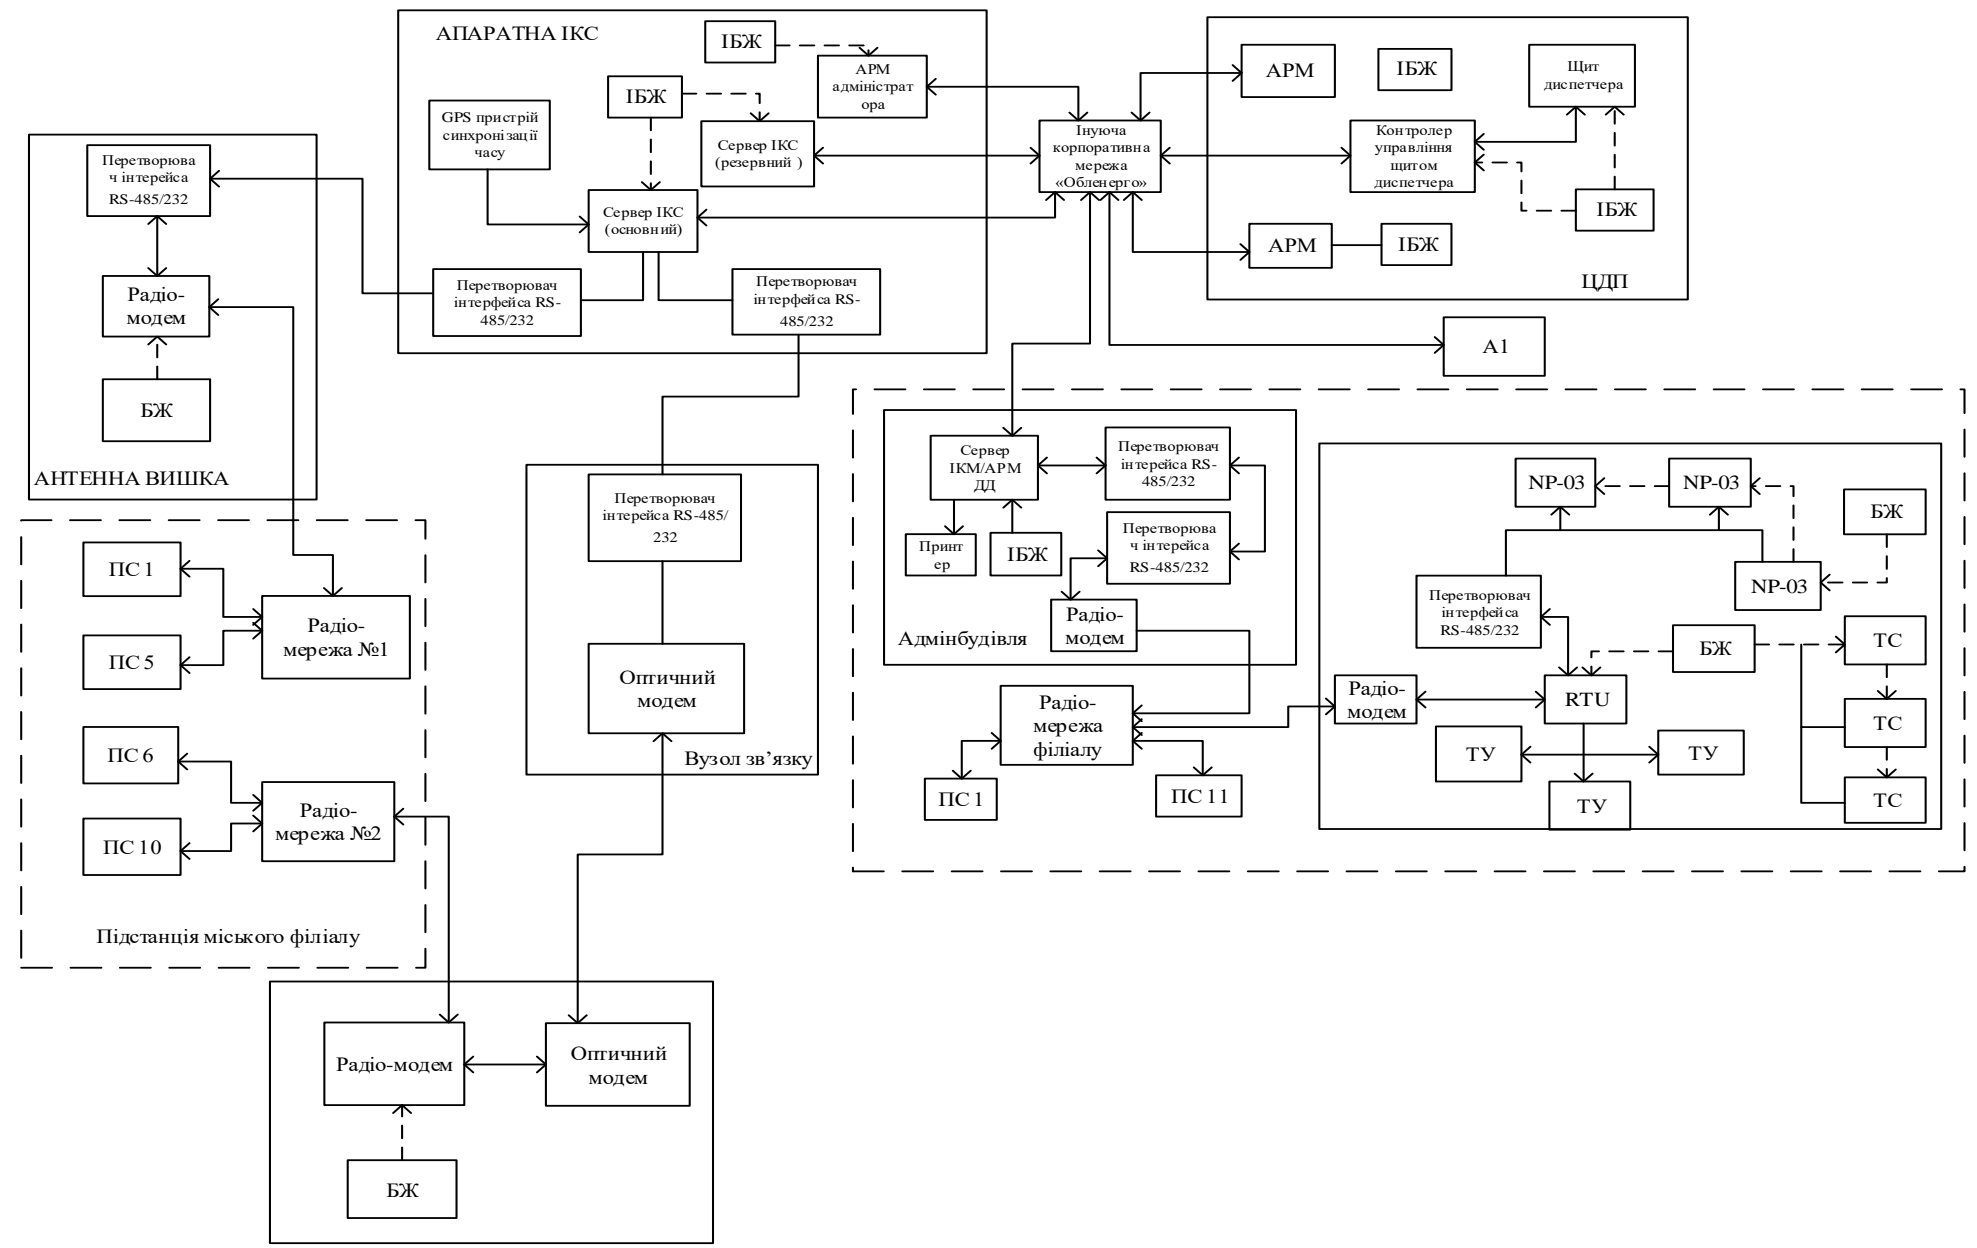 АПАРАТНА ІКС
ІБЖ
АРМ
адміністрат
ора
ІБЖ
GPS пристрій
синхронізації
часу
Сервер ІКС
(резервний )
Сервер ІКС
(основний)
Перетворювач
інтерфейса RS-
485/232
Перетворювач
інтерфейса RS-
485/232
Інуюча
корпоративна
мережа
«Обленерго»
АРМ
ІБЖ
Щит
диспетчера
Контролер
управління
щитом
диспетчера
ІБЖ
АРМ
ІБЖ
ЦДП
А1
Перетворюва
ч інтерейса
RS-485/232
Радіо-
модем
БЖ
АНТЕННА ВИШКА
ПС 1
ПС 5
Радіо-
мережа №1
ПС 6
ПС 10
Радіо-
мережа №2
Підстанція міського філіалу
Перетворювач
інтерейса RS-485/
232
Оптичний
модем
Вузол зв’язку
Радіо-модем
Оптичний
модем
БЖ
Сервер
ІКМ/АРМ
ДД
Перетворювач
інтерейса RS-
485/232
Принт
ер
ІБЖ
Перетворюва
ч інтерейса
RS-485/232
Радіо-
модем
Адмінбудівля
Радіо-
мережа
філіалу
ПС 1
ПС 11
NP-03
NP-03
БЖ
NP-03
Перетворювач
інтерфейса
RS-485/232
БЖ
ТС
Радіо-
модем
RTU
ТС
ТУ
ТУ
ТУ
ТС